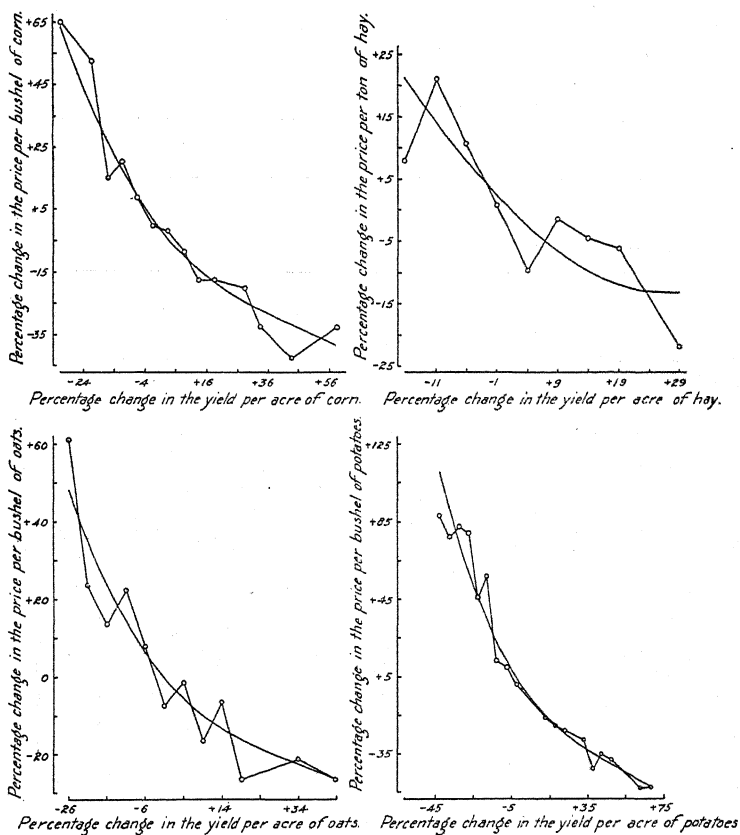 Percentage change in the price per bushel of corn.
+65
+45
+25
+5
-15
-35
-24 -4 +16 +36 +56
Percentage change in the yield per acre of corn.
Percentage change in the price per ton of hay.
+25
+15
+5
-5
-15
-25
-11 -1 +9 +19 +29
Percentage change in the yield per acre of hay.
Percentage change in the price per bushel of oats.
+60
+40
+20
0
-20
-26 -6 +14 +34
Percentage change in the yield per acre of oats.
Percentage change in the price per bushel of potatoes.
+125
+85
+45
+5
-35
-45 -5 +35 +75
Percentage change in the yield per acre of potatoes